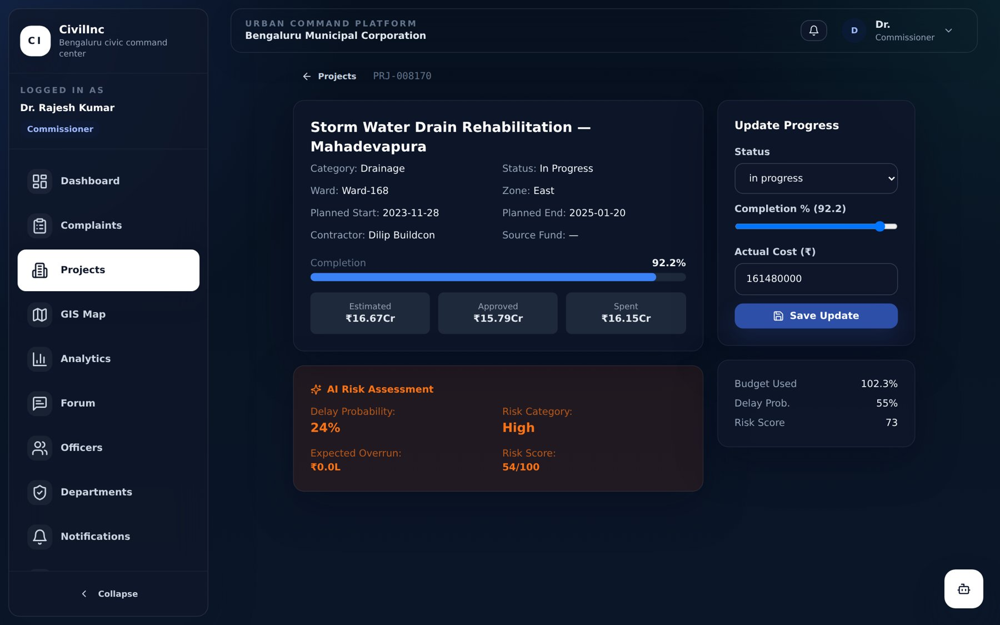 CI
CivilInc
Bengaluru civic command
center
LOGGED IN AS
Dr. Rajesh Kumar
Commissioner
Dashboard
Complaints
Projects
GIS Map
Analytics
Forum
Officers
Departments
Notifications
Collapse
URBAN COMMAND PLATFORM
Bengaluru Municipal Corporation
D
Dr.
Commissioner
Projects PRJ-008170
Storm Water Drain Rehabilitation —
Mahadevapura
Category: Drainage Status: In Progress
Ward: Ward-168 Zone: East
Planned Start: 2023-11-28 Planned End: 2025-01-20
Contractor: Dilip Buildcon Source Fund: —
Completion 92.2%
Estimated Approved Spent
₹16.67Cr ₹15.79Cr ₹16.15Cr
AI Risk Assessment
Delay Probability: Risk Category:
24% High
Expected Overrun: Risk Score:
₹0.0L 54/100
Update Progress
Status
in progress
Completion % (92.2)
Actual Cost (₹)
161480000
Save Update
Budget Used 102.3%
Delay Prob. 55%
Risk Score 73